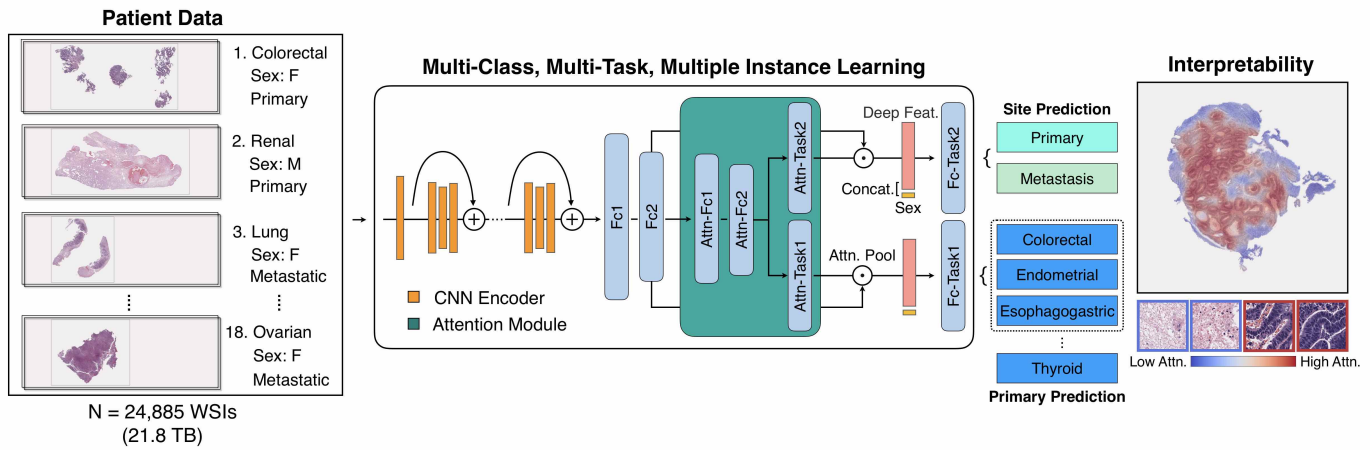 Patient Data
1. Colorectal
Sex: F
Primary
2. Renal
Sex: M
Primary
3. Lung
Sex: F
Metastatic
18. Ovarian
Sex: F
Metastatic
N = 24,885 WSIs
(21.8 TB)
Multi-Class, Multi-Task, Multiple Instance Learning
CNN Encoder
Attention Module
Fc1
Fc2
Attn-Fc1
Attn-Fc2
Attn-Task2
Attn-Task1
Deep Feat.
Concat.
Sex
Attn. Pool
Fc-Task2
Fc-Task1
Site Prediction
Primary
Metastasis
Colorectal
Endometrial
Esophagogastric
Thyroid
Primary Prediction
Interpretability
Low Attn.
High Attn.